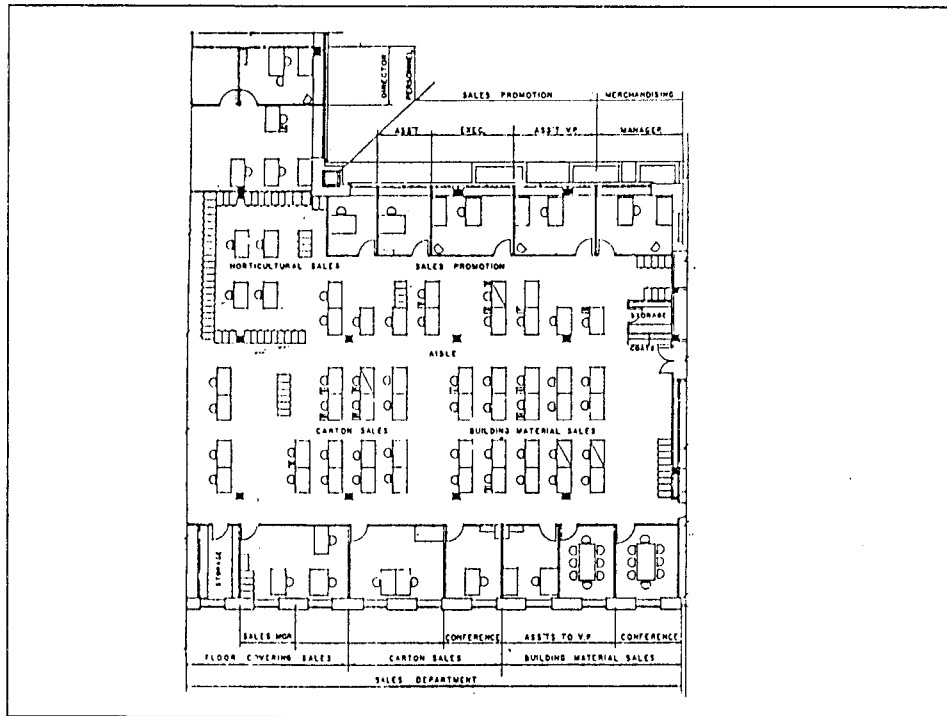 DIRECTOR
PERSONNEL
SALES PROMOTION
MERCHANDISING
ASS'T
EXEC.
ASS'T V.P.
MANAGER
HORTICULTURAL SALES
SALES PROMOTION
STORAGE
COATS
AISLE
CARTON SALES
BUILDING MATERIAL SALES
STORAGE
SALES MGR
CONFERENCE
ASS'TS TO V.P.
CONFERENCE
FLOOR COVERING SALES
CARTON SALES
BUILDING MATERIAL SALES
SALES DEPARTMENT